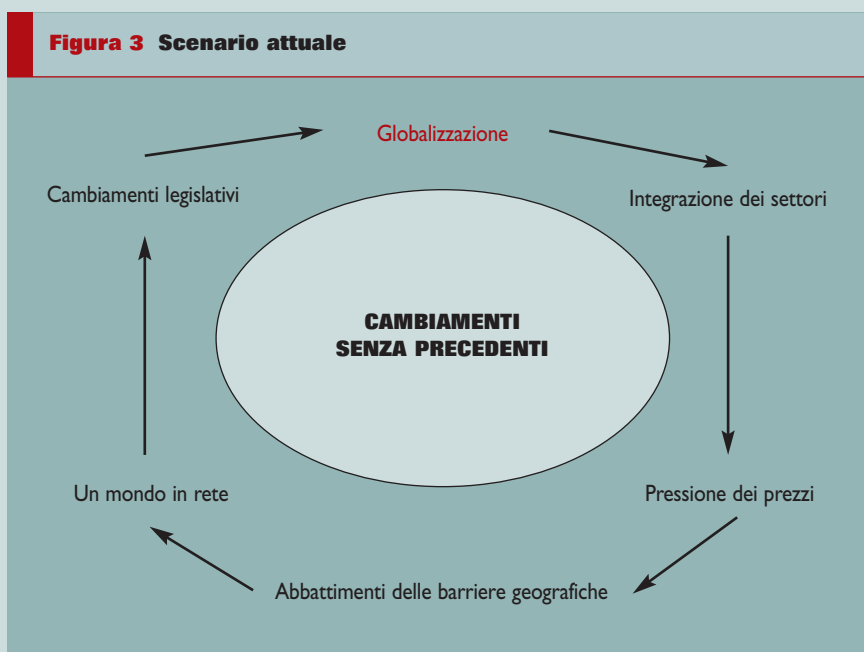 Figura 3 Scenario attuale
Globalizzazione
Cambiamenti legislativi
Integrazione dei settori
CAMBIAMENTI
SENZA PRECEDENTI
Un mondo in rete
Pressione dei prezzi
Abbattimenti delle barriere geografiche